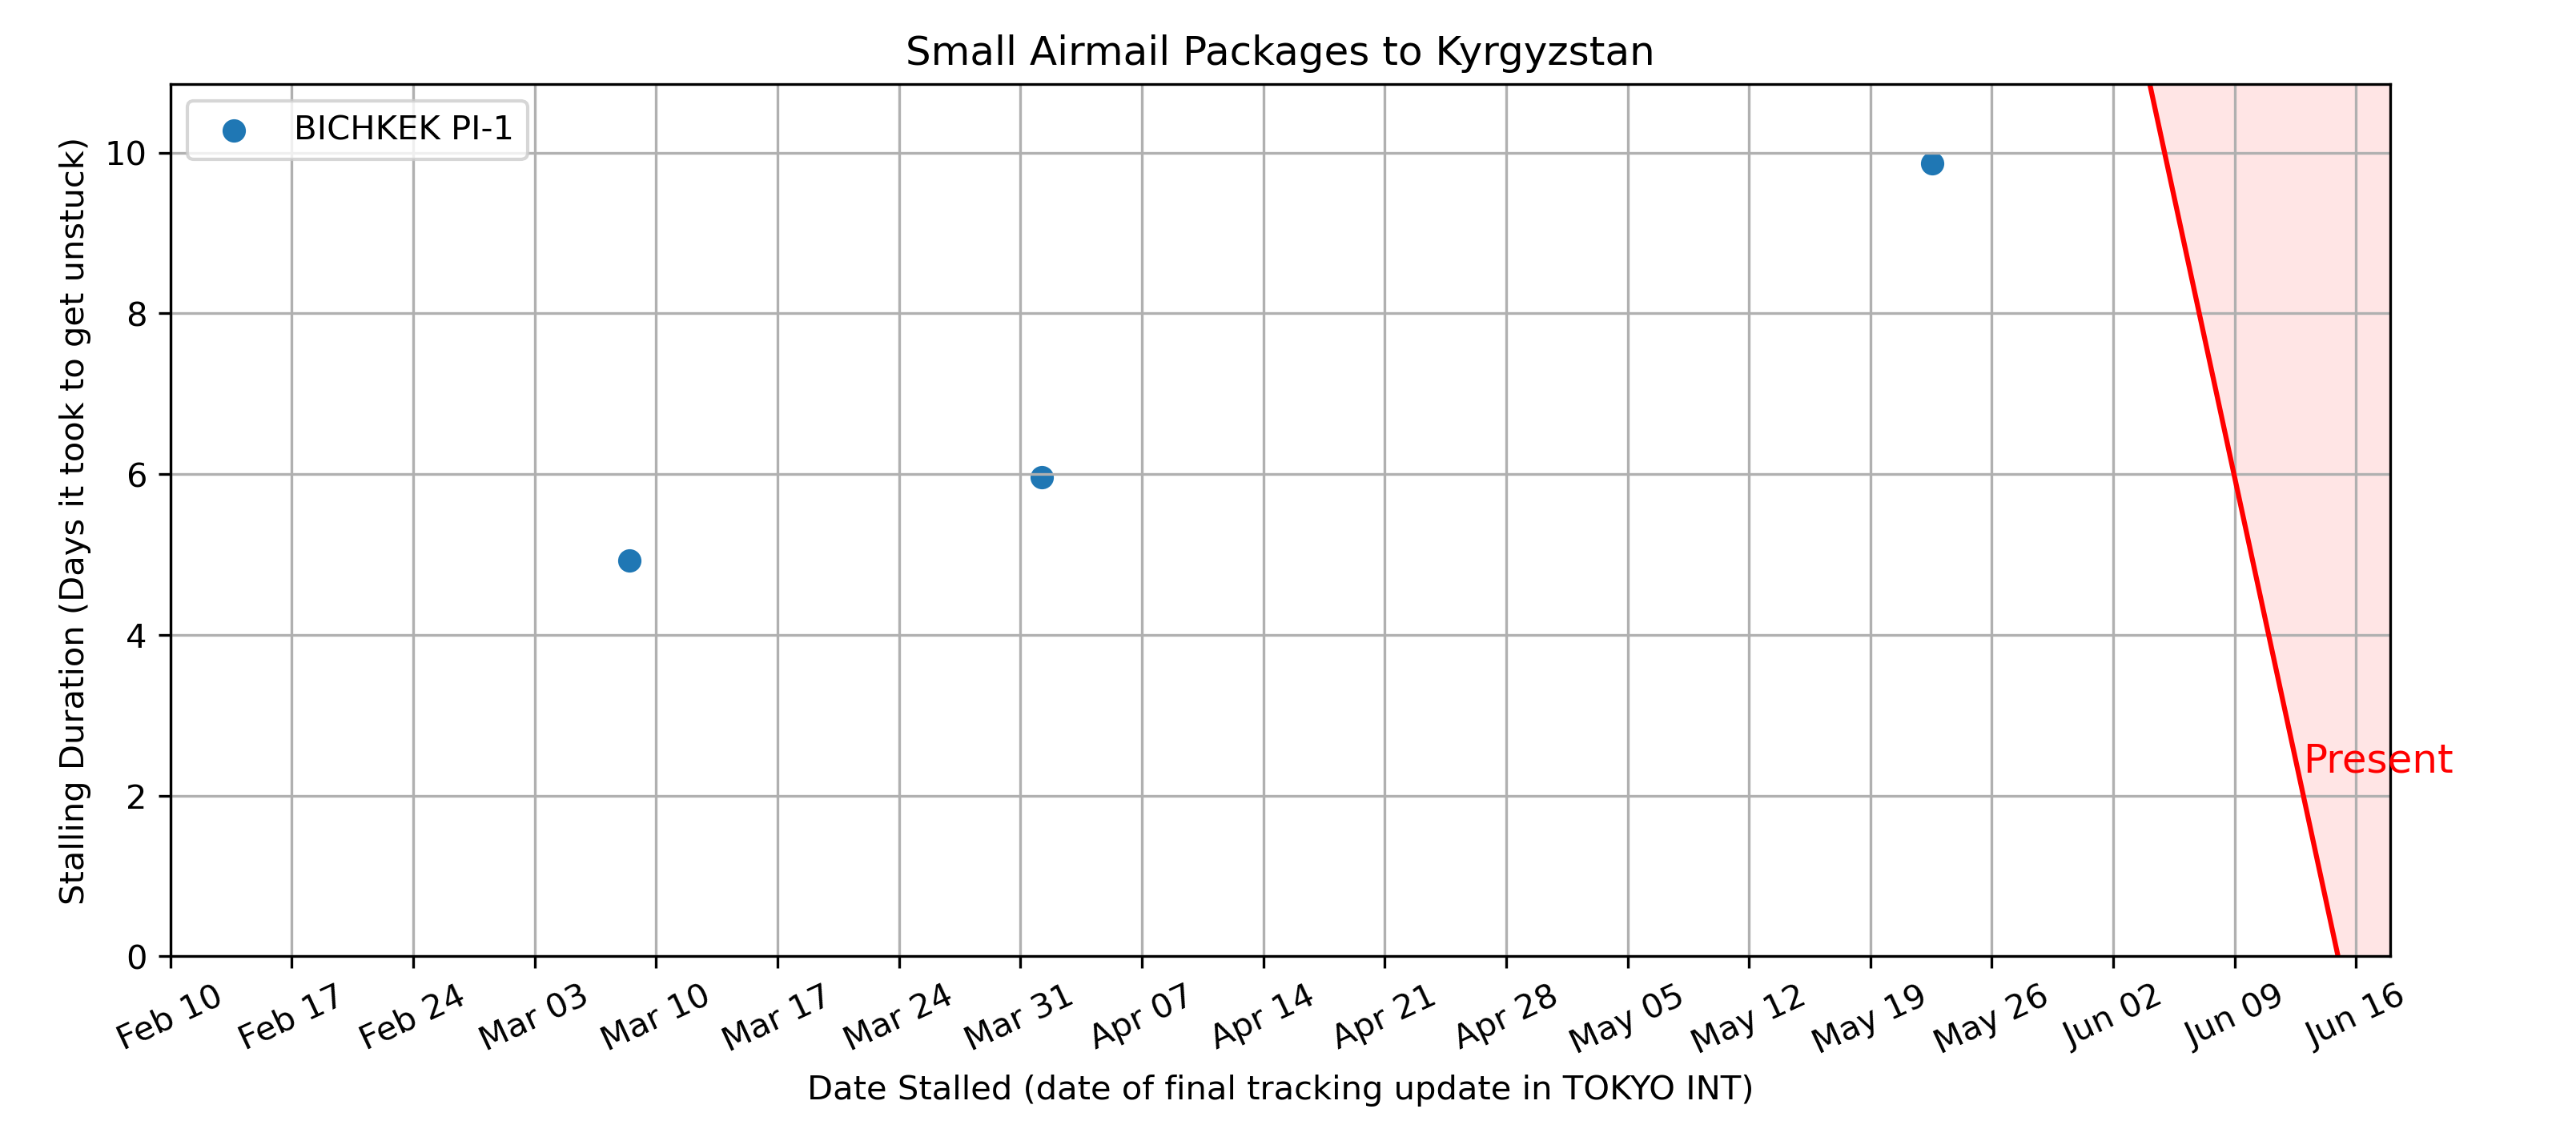 Small Airmail Packages to Kyrgyzstan
BICHKEK PI-1
Stalling Duration (Days it took to get unstuck)
10
8
6
4
2
0
Present
Feb 10
Feb 17
Feb 24
Mar 03
Mar 10
Mar 17
Mar 24
Mar 31
Apr 07
Apr 14
Apr 21
Apr 28
May 05
May 12
May 19
May 26
Jun 02
Jun 09
Jun 16
Date Stalled (date of final tracking update in TOKYO INT)